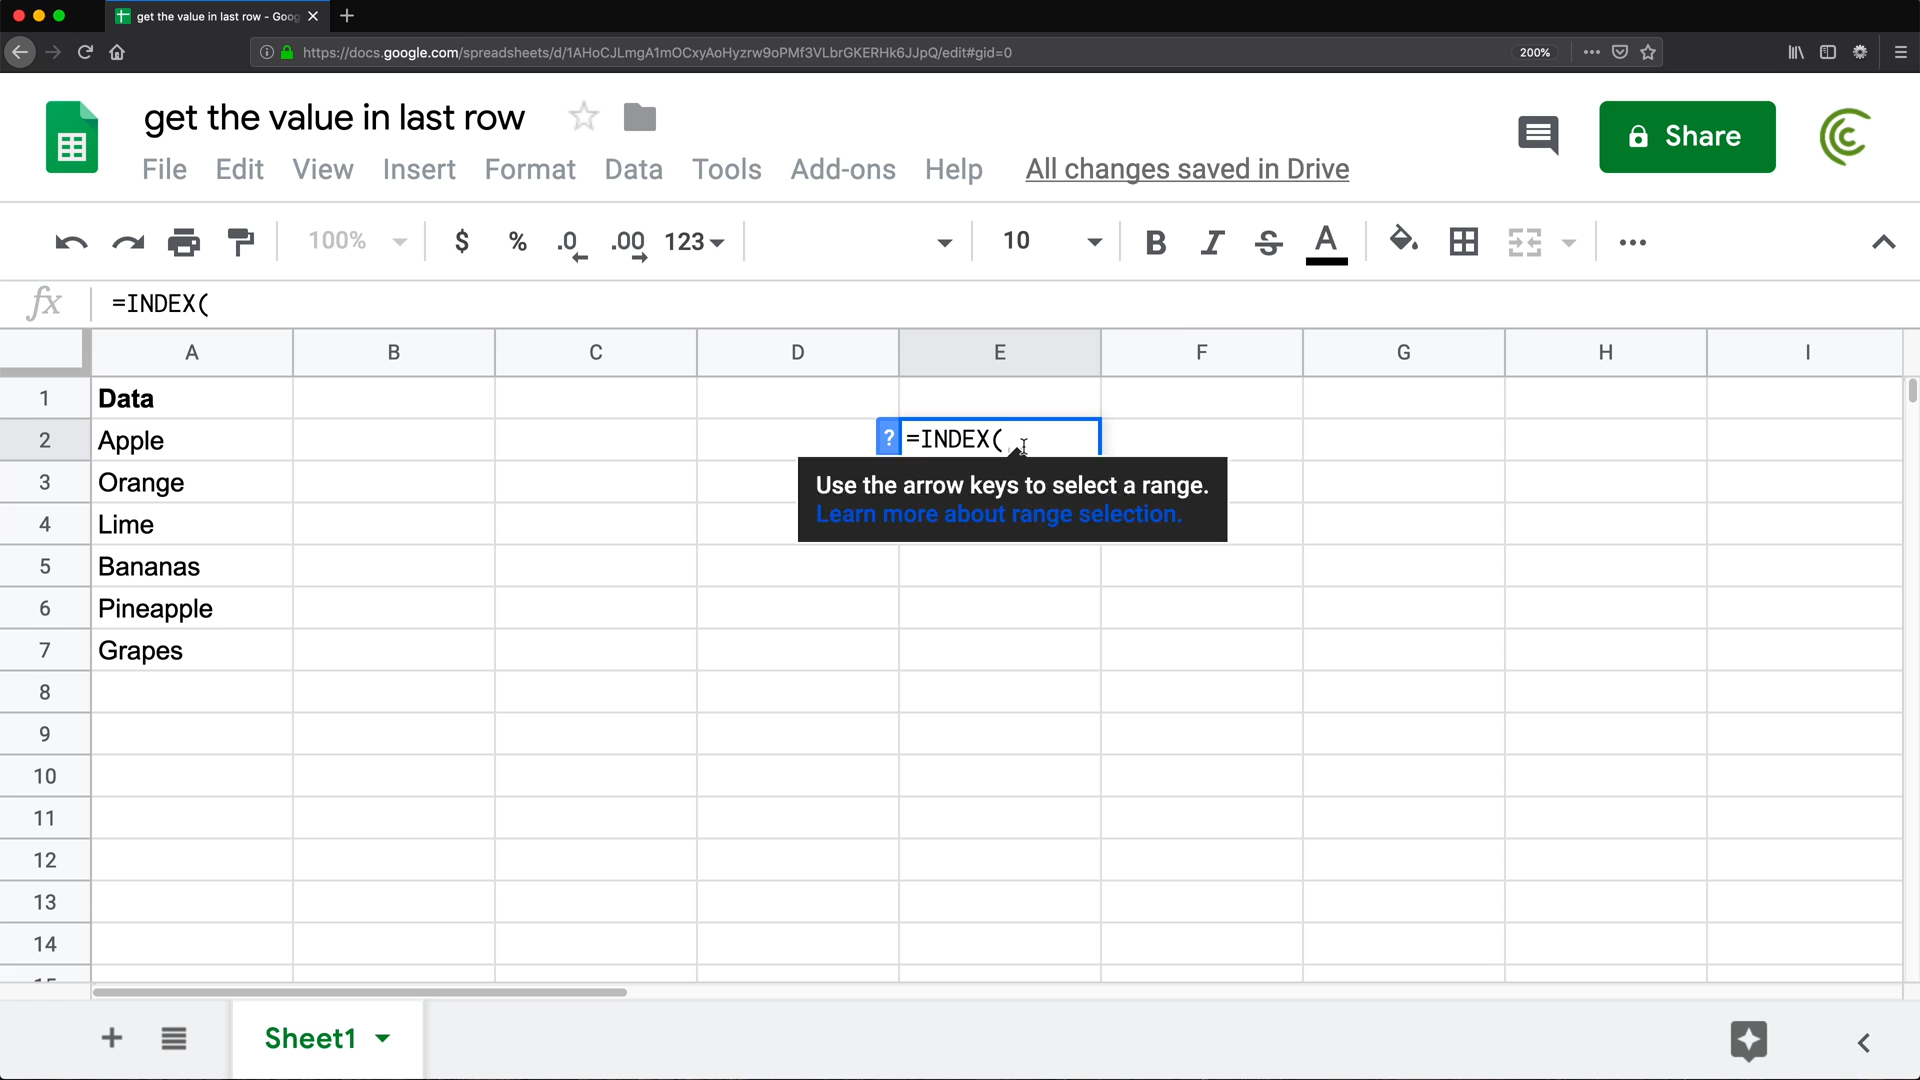 get the value in last row - Goog
https://docs.google.com/spreadsheets/d/1AHoCJLmgA1mOCxyAoHyzrw9oPMf3VLbrGKERHk6JJpQ/edit#gid=0
200%
get the value in last row
Share
File Edit View Insert Format Data Tools Add-ons Help All changes saved in Drive
100% $ % .0 .00 123 10 B I S A
fx =INDEX(
A B C D E F G H I
1 Data
2 Apple ? =INDEX(
3 Orange
Use the arrow keys to select a range.
Learn more about range selection.
4 Lime
5 Bananas
6 Pineapple
7 Grapes
8
9
10
11
12
13
14
Sheet1